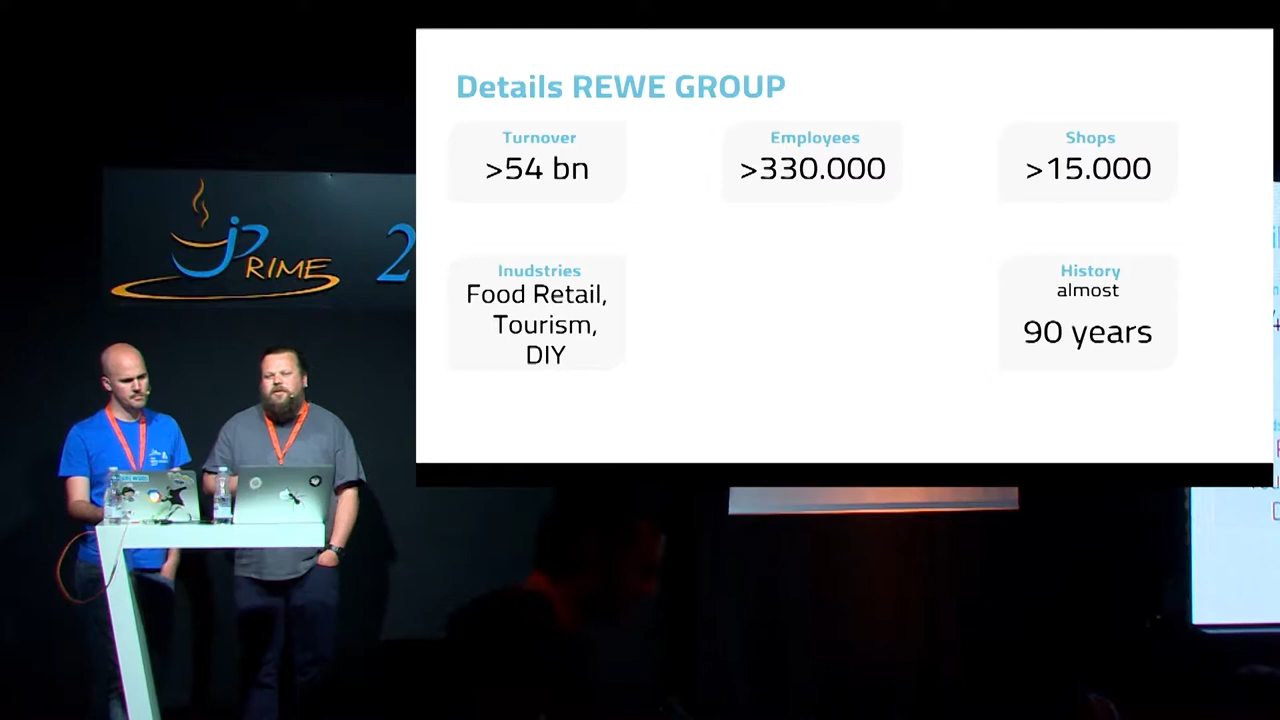 Details REWE GROUP
Turnover
>54 bn
Employees
>330.000
Shops
>15.000
Inudstries
Food Retail,
Tourism,
DIY
History
almost
90 years
jPRIME 2